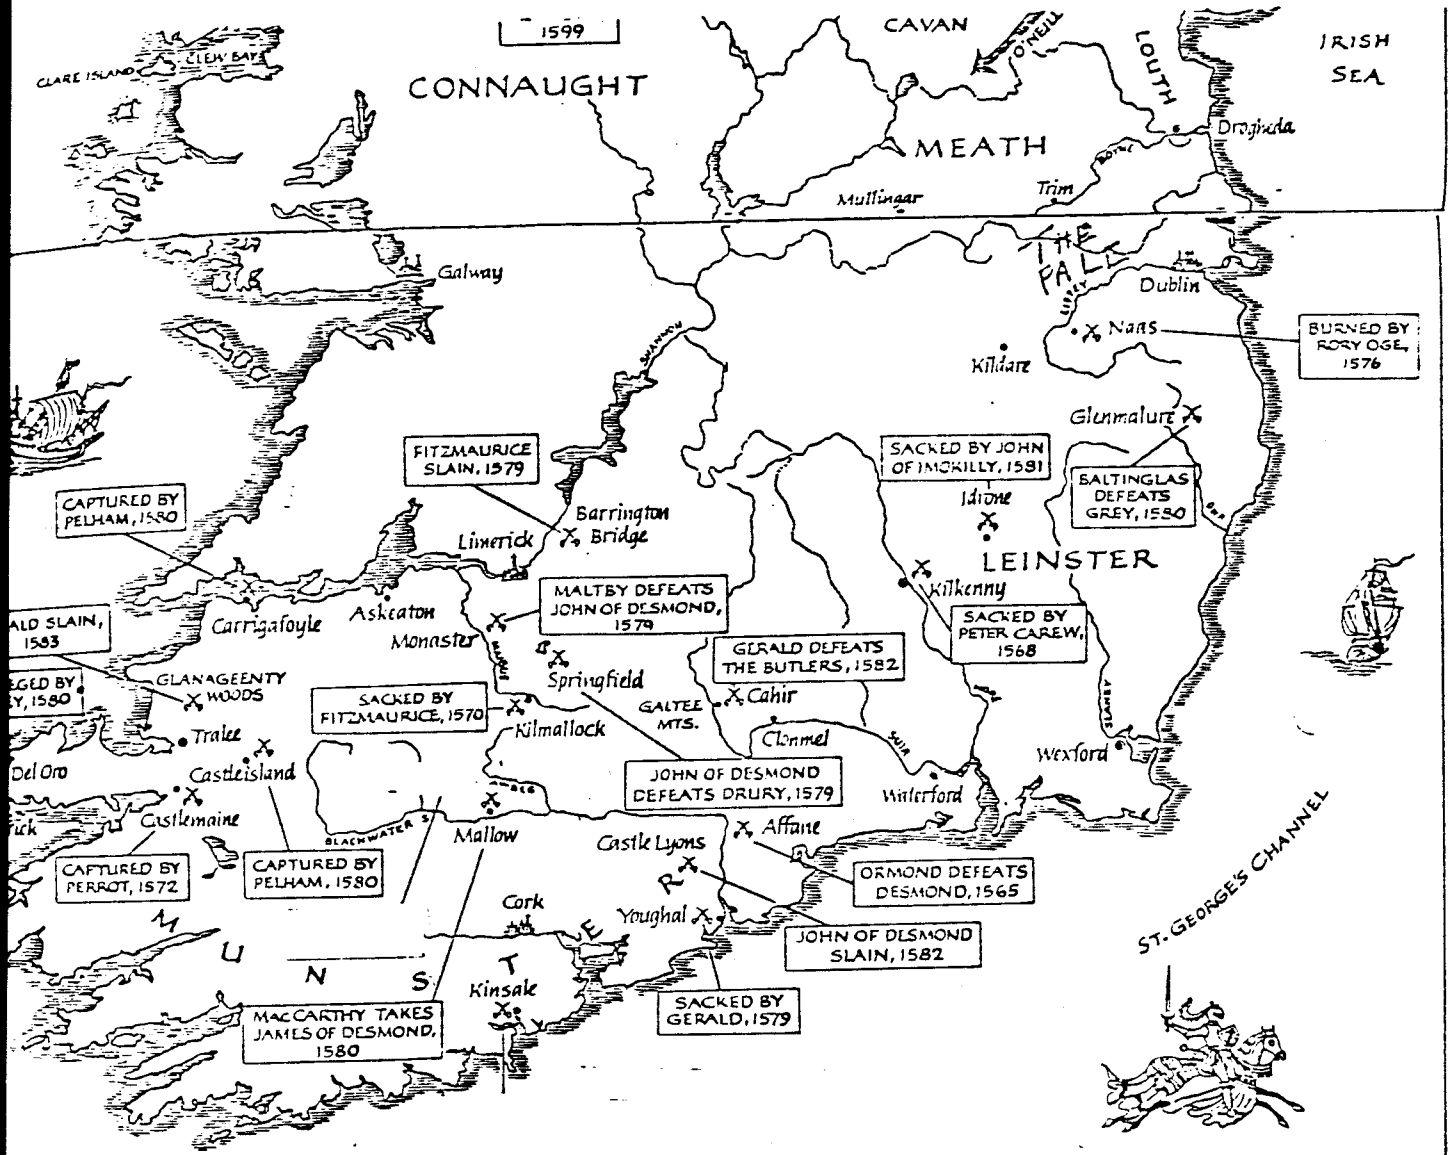 1599
CAVAN
O'NEILL
LOUTH
IRISH
SEA
CLARE ISLAND
CLEW BAY
CONNAUGHT
MEATH
BOYNE
Drogheda
Mullingar
Trim
THE
PALE
Galway
LIFFEY
Dublin
SHANNON
Naas
BURNED BY
RORY OGE,
1576
Kildare
Glenmalure
FITZMAURICE
SLAIN, 1579
SACKED BY JOHN
OF IMOKILLY, 1581
BALTINGLAS
DEFEATS
GREY, 1580
CAPTURED BY
PELHAM, 1580
Idrone
Barrington
Bridge
Limerick
LEINSTER
Kilkenny
MALTBY DEFEATS
JOHN OF DESMOND,
1579
Askeaton
Carrigafoyle
Monaster
MAIGUE
SACKED BY
PETER CAREW,
1568
GERALD DEFEATS
THE BUTLERS, 1582
ALD SLAIN,
1583
EGED BY
Y, 1580
GLANAGEENTY
WOODS
Springfield
SACKED BY
FITZMAURICE, 1570
GALTEE
MTS.
Cahir
SLANEY
Kilmallock
Tralee
Clonmel
SUIR
Wexford
Del Oro
Castleisland
JOHN OF DESMOND
DEFEATS DRURY, 1579
Waterford
Castlemaine
rick
BLACKWATER
Mallow
Affane
Castle Lyons
CAPTURED BY
PERROT, 1572
CAPTURED BY
PELHAM, 1580
ORMOND DEFEATS
DESMOND, 1565
Cork
Youghal
JOHN OF DESMOND
SLAIN, 1582
ST. GEORGE'S CHANNEL
MUNSTER
Kinsale
SACKED BY
GERALD, 1579
MACCARTHY TAKES
JAMES OF DESMOND,
1580